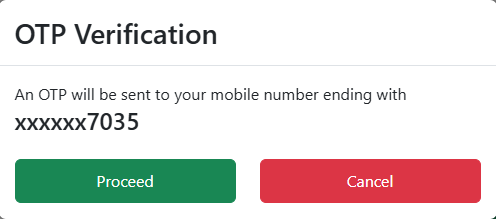 OTP Verification
An OTP will be sent to your mobile number ending with
xxxxxx7035
Proceed
Cancel